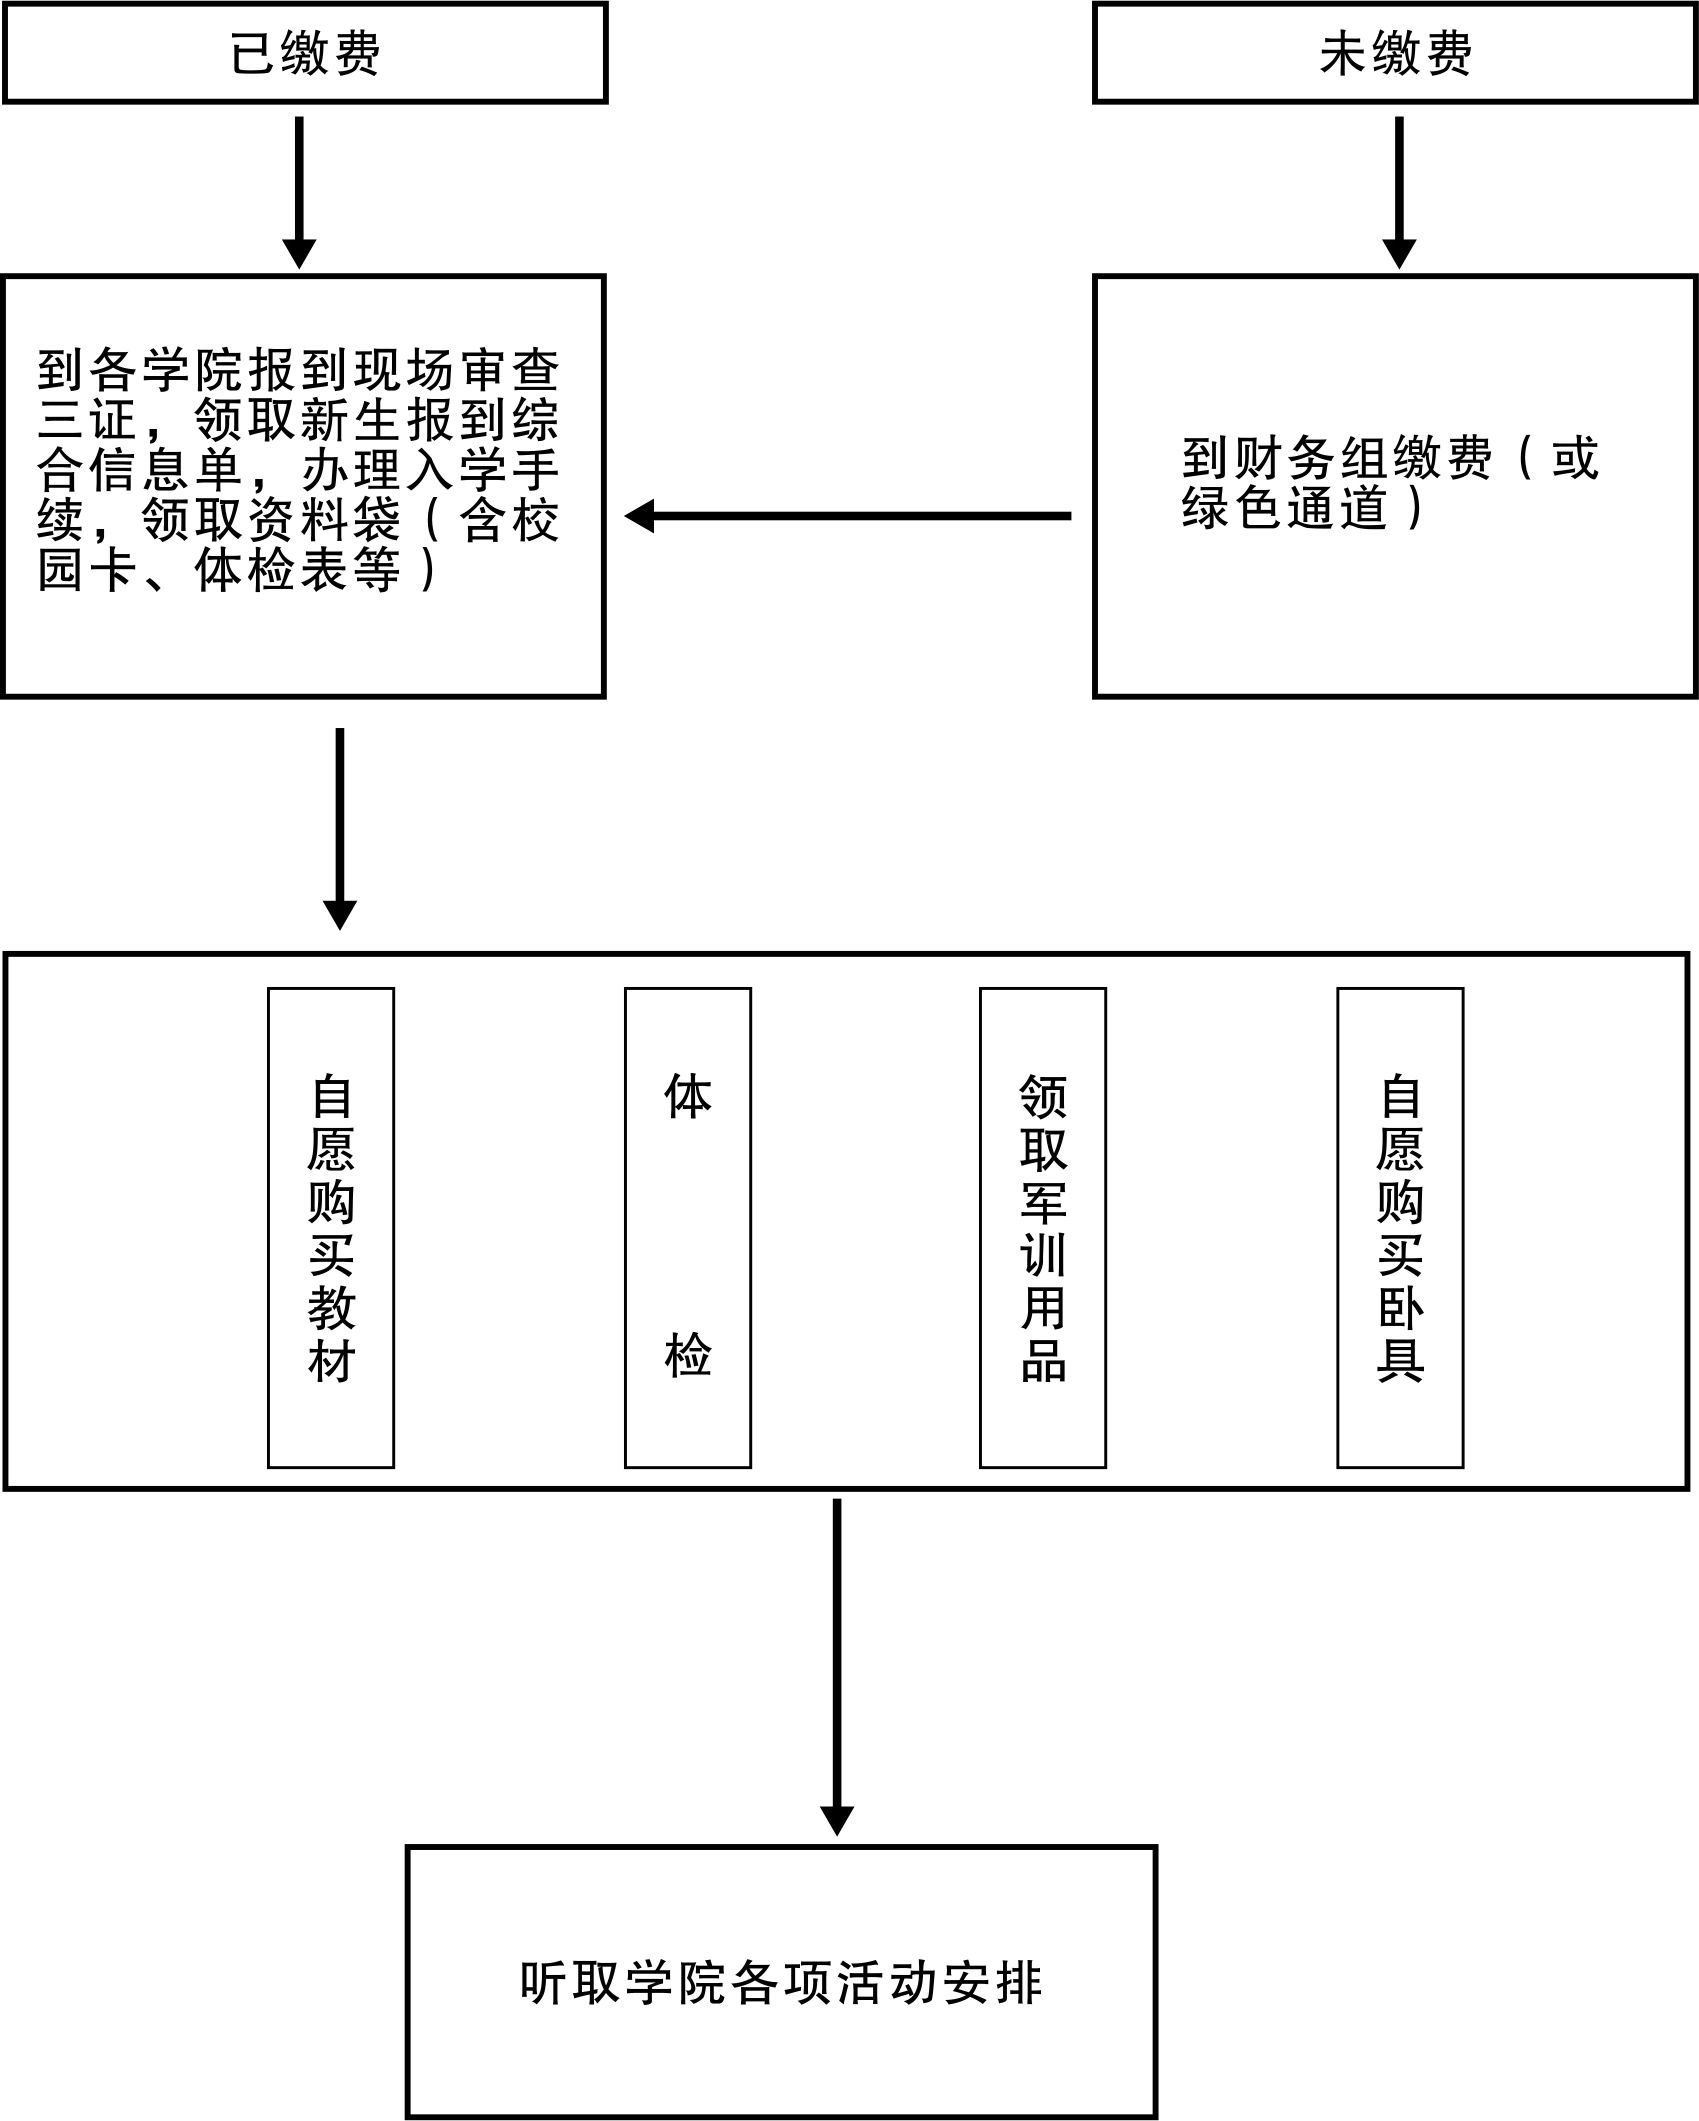 已缴费
未缴费
到各学院报到现场审查
三证，领取新生报到综
合信息单，办理入学手
续，领取资料袋（含校
园卡、体检表等）
到财务组缴费（或
绿色通道）
自愿购买教材
体检
领取军训用品
自愿购买卧具
听取学院各项活动安排